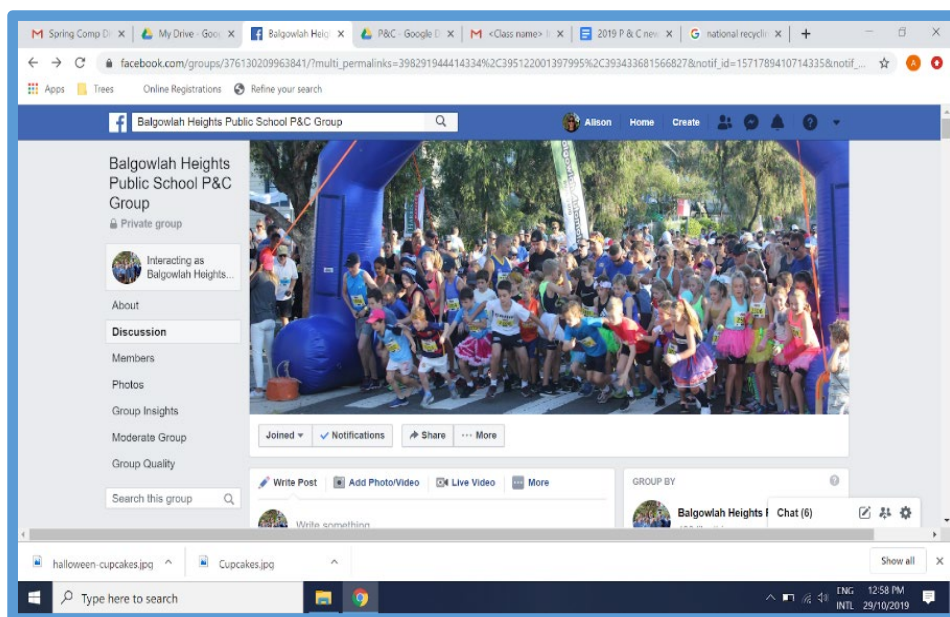 Spring Comp D
My Drive - Goo
Balgowlah Heig
P&C - Google D
<Class name> I
2019 P & C new
national recyclin
facebook.com/groups/376130209963841/?multi_permalinks=398291944414334%2C395122001397995%2C393433681566827&notif_id=1571789410714335&notif_...
A
Apps
Trees
Online Registrations
Refine your search
Balgowlah Heights Public School P&C Group
Alison
Home
Create
Balgowlah Heights
Public School P&C
Group
Private group
Interacting as
Balgowlah Heights...
About
Discussion
Members
Photos
Group Insights
Moderate Group
Group Quality
Search this group
Joined
Notifications
Share
More
Write Post
Add Photo/Video
Live Video
More
Write something
GROUP BY
Balgowlah Heights
Chat (6)
halloween-cupcakes.jpg
Cupcakes.jpg
Show all
Type here to search
ENG
INTL
12:58 PM
29/10/2019